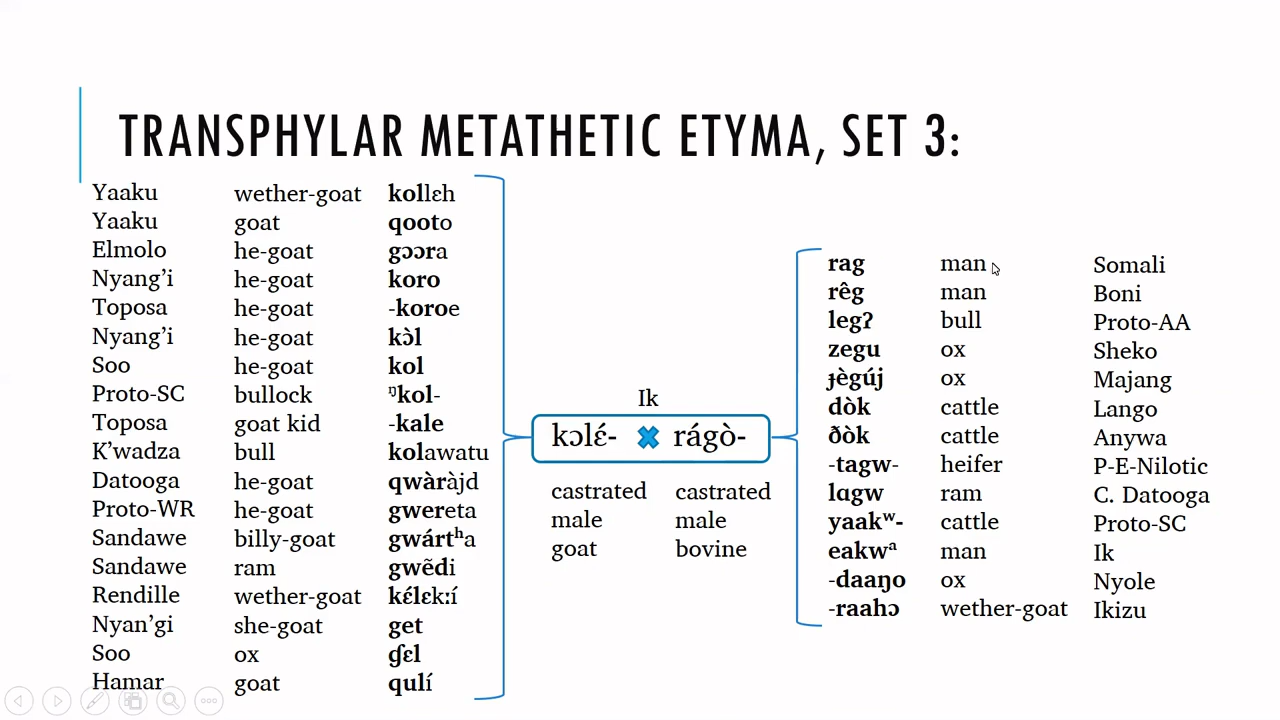 TRANSPHYLAR METATHETIC ETYMA, SET 3:
Yaaku wether-goat kollɛh
Yaaku goat qooto
Elmolo he-goat gɔɔra
Nyang’i he-goat koro
Toposa he-goat -koroe
Nyang’i he-goat kɔ̀l
Soo he-goat kol
Proto-SC bullock ᵑkol-
Toposa goat kid -kale
K’wadza bull kolawatu
Datooga he-goat qwàràjd
Proto-WR he-goat gwereta
Sandawe billy-goat gwártʰa
Sandawe ram gwẽdi
Rendille wether-goat kɛ́lɛkːí
Nyan’gi she-goat get
Soo ox ɗɛl
Hamar goat qulí
Ik
kɔlɛ́- ✖ rágò-
castrated castrated
male male
goat bovine
rag man Somali
rêg man Boni
legʔ bull Proto-AA
zegu ox Sheko
ɟègúj ox Majang
dòk cattle Lango
ðòk cattle Anywa
-tagw- heifer P-E-Nilotic
lɑgw ram C. Datooga
yaakʷ- cattle Proto-SC
eakwᵃ man Ik
-daaŋo ox Nyole
-raahɔ wether-goat Ikizu